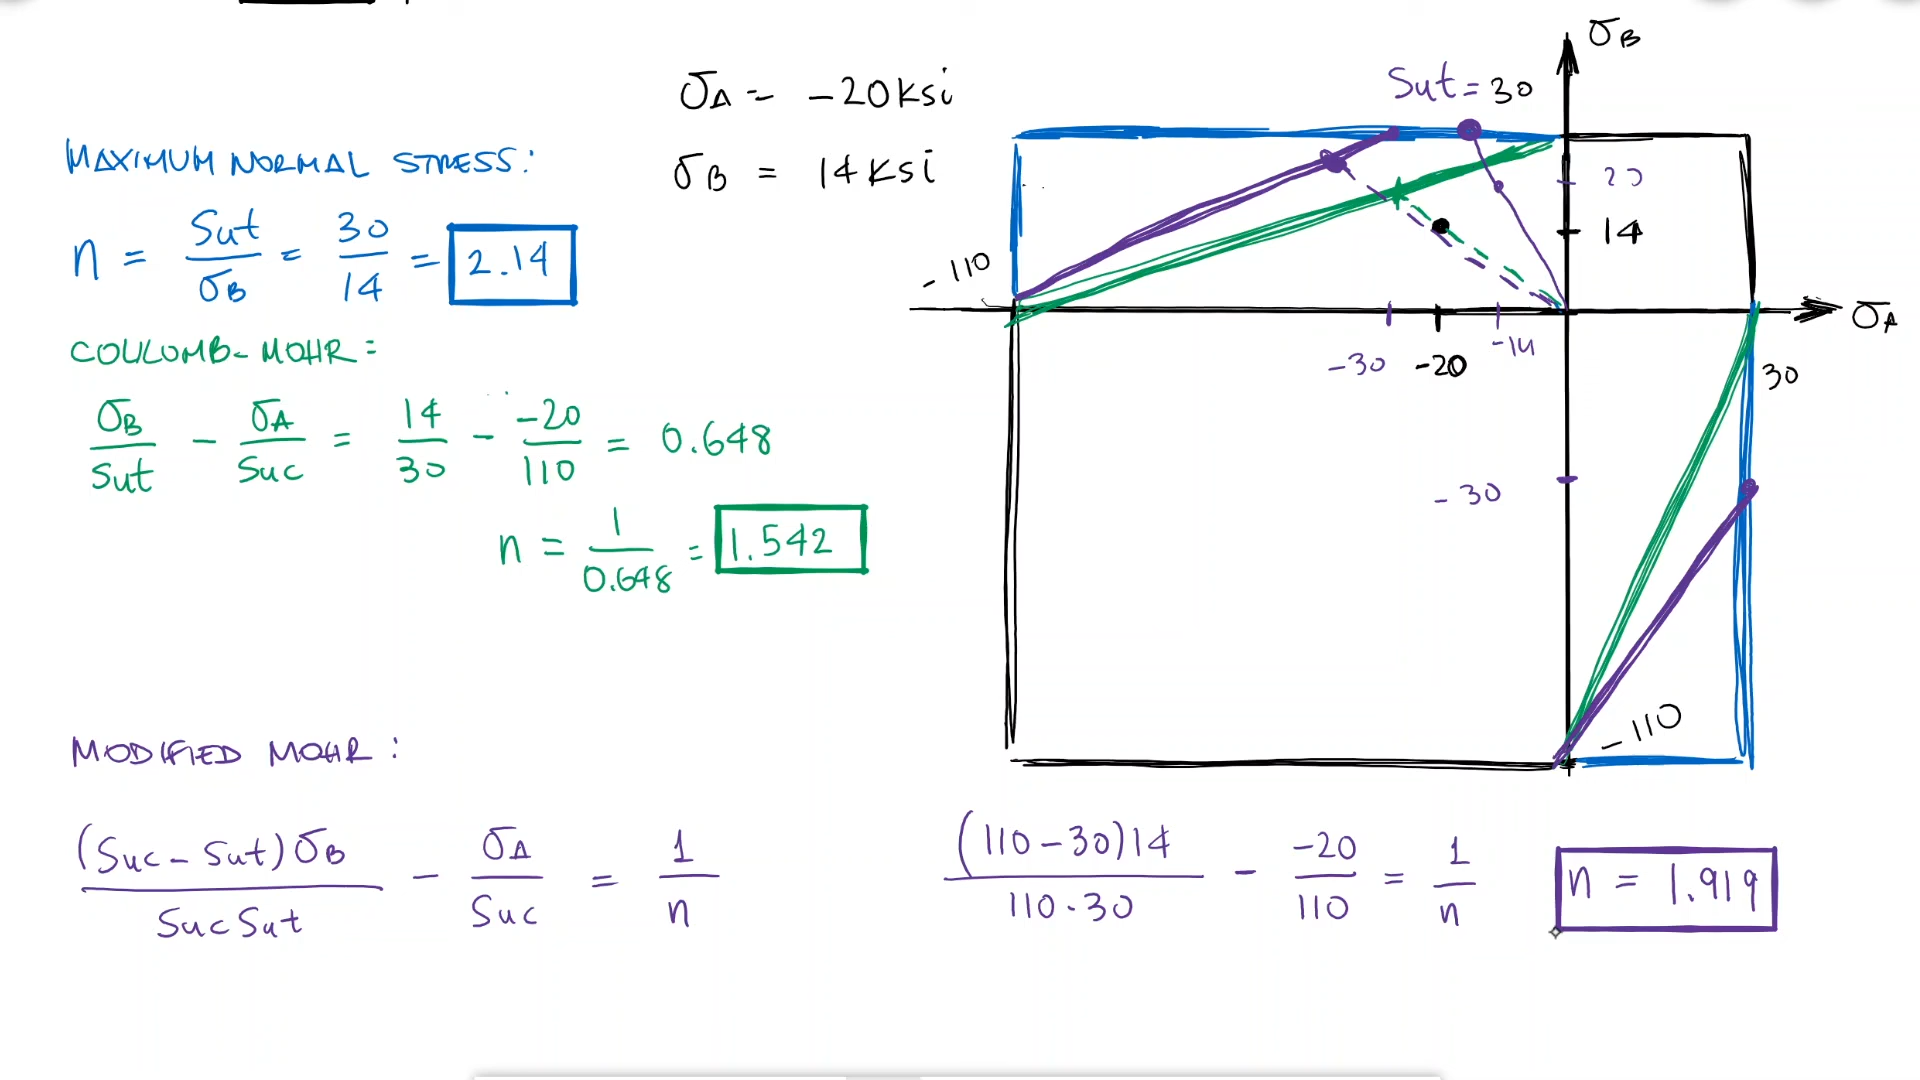 σA = -20ksi
σB = 14ksi
MAXIMUM NORMAL STRESS:
n = Sut/σB = 30/14 = 2.14
COULOMB-MOHR:
σB/Sut - σA/Suc = 14/30 - -20/110 = 0.648
n = 1/0.648 = 1.542
MODIFIED MOHR:
(Suc-Sut)σB/SucSut - σA/Suc = 1/n
(110-30)14/110·30 - -20/110 = 1/n
n = 1.919
σB
Sut=30
20
14
-110
σA
-30
-20
-14
30
-30
-110